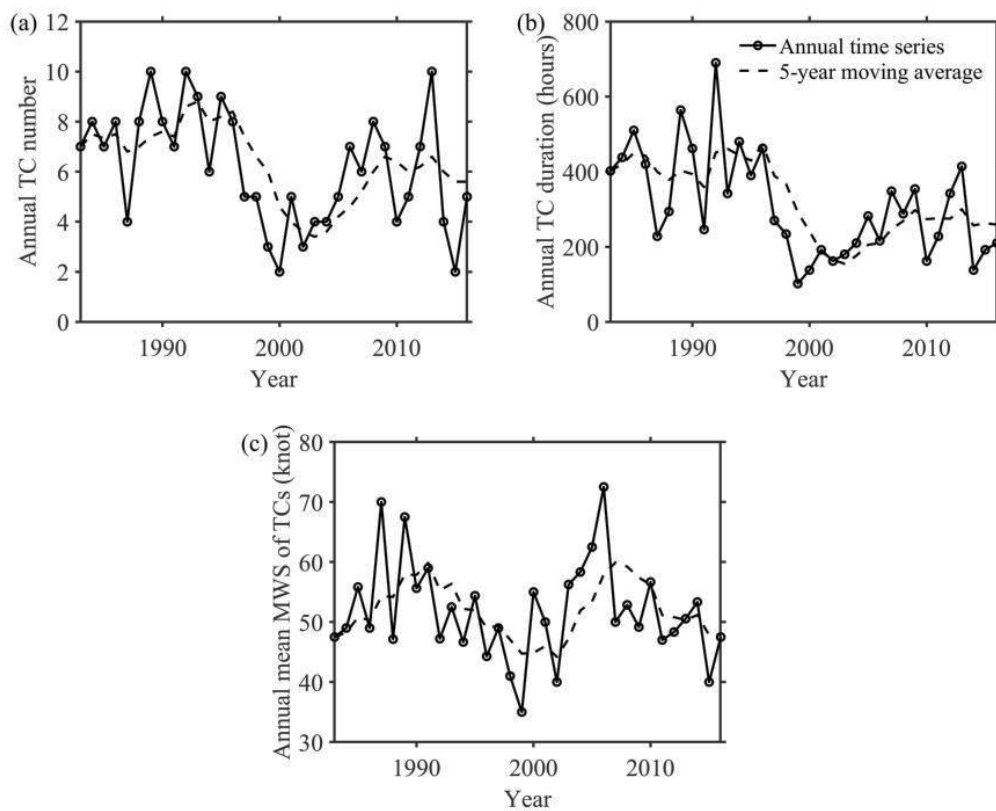 (a)
12
10
8
6
4
2
0
Annual TC number
1990 2000 2010
Year
(b)
800
600
400
200
0
Annual TC duration (hours)
Annual time series
5-year moving average
1990 2000 2010
Year
(c)
80
70
60
50
40
30
Annual mean MWS of TCs (knot)
1990 2000 2010
Year